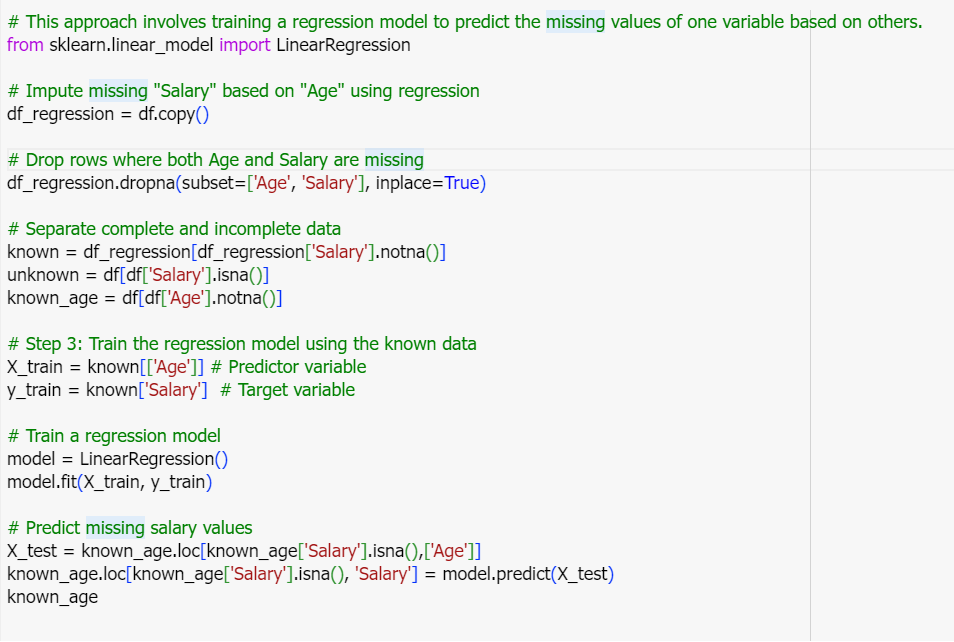 # This approach involves training a regression model to predict the missing values of one variable based on others.
from sklearn.linear_model import LinearRegression
# Impute missing "Salary" based on "Age" using regression
df_regression = df.copy()
# Drop rows where both Age and Salary are missing
df_regression.dropna(subset=['Age', 'Salary'], inplace=True)
# Separate complete and incomplete data
known = df_regression[df_regression['Salary'].notna()]
unknown = df[df['Salary'].isna()]
known_age = df[df['Age'].notna()]
# Step 3: Train the regression model using the known data
X_train = known[['Age']] # Predictor variable
y_train = known['Salary']  # Target variable
# Train a regression model
model = LinearRegression()
model.fit(X_train, y_train)
# Predict missing salary values
X_test = known_age.loc[known_age['Salary'].isna(),['Age']]
known_age.loc[known_age['Salary'].isna(), 'Salary'] = model.predict(X_test)
known_age